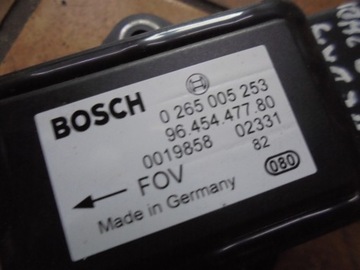 BOSCH
0 265 005 253
96.454.477.80
0019858 02331
82
FOV
080
Made in Germany